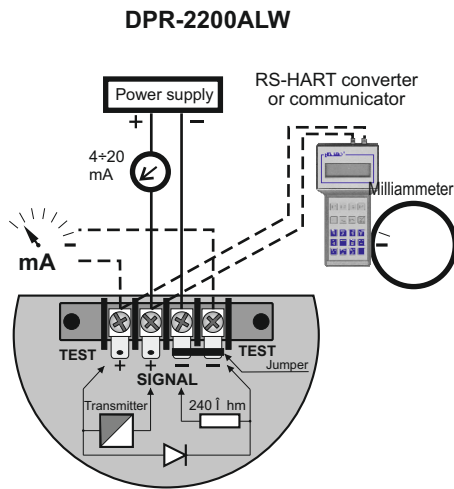 DPR-2200ALW
Power supply
+ −
RS-HART converter
or communicator
4÷20
mA
Milliammeter
mA
TEST + + − − TEST
SIGNAL
Jumper
Transmitter
240 Î hm